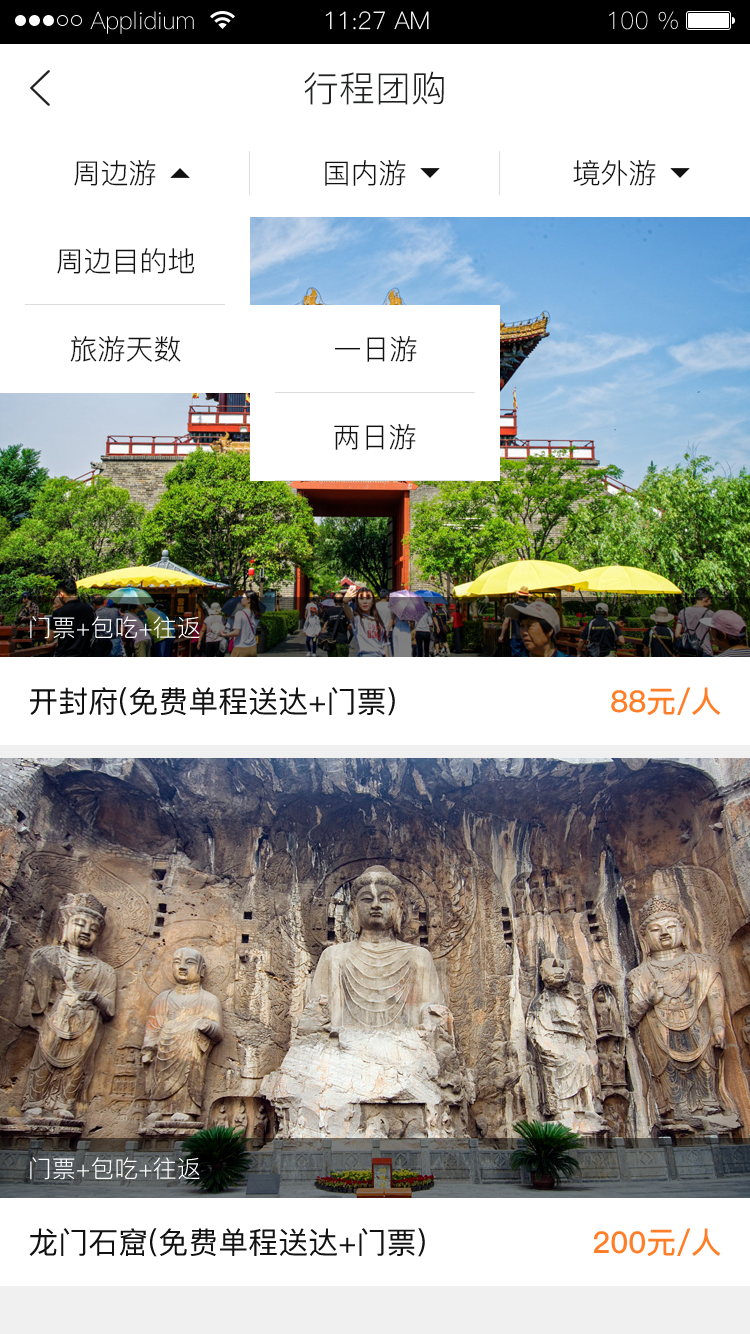 Applidium 11:27 AM 100 %
行程团购
周边游 国内游 境外游
周边目的地
旅游天数 一日游
两日游
门票+包吃+往返
开封府(免费单程送达+门票) 88元/人
门票+包吃+往返
龙门石窟(免费单程送达+门票) 200元/人